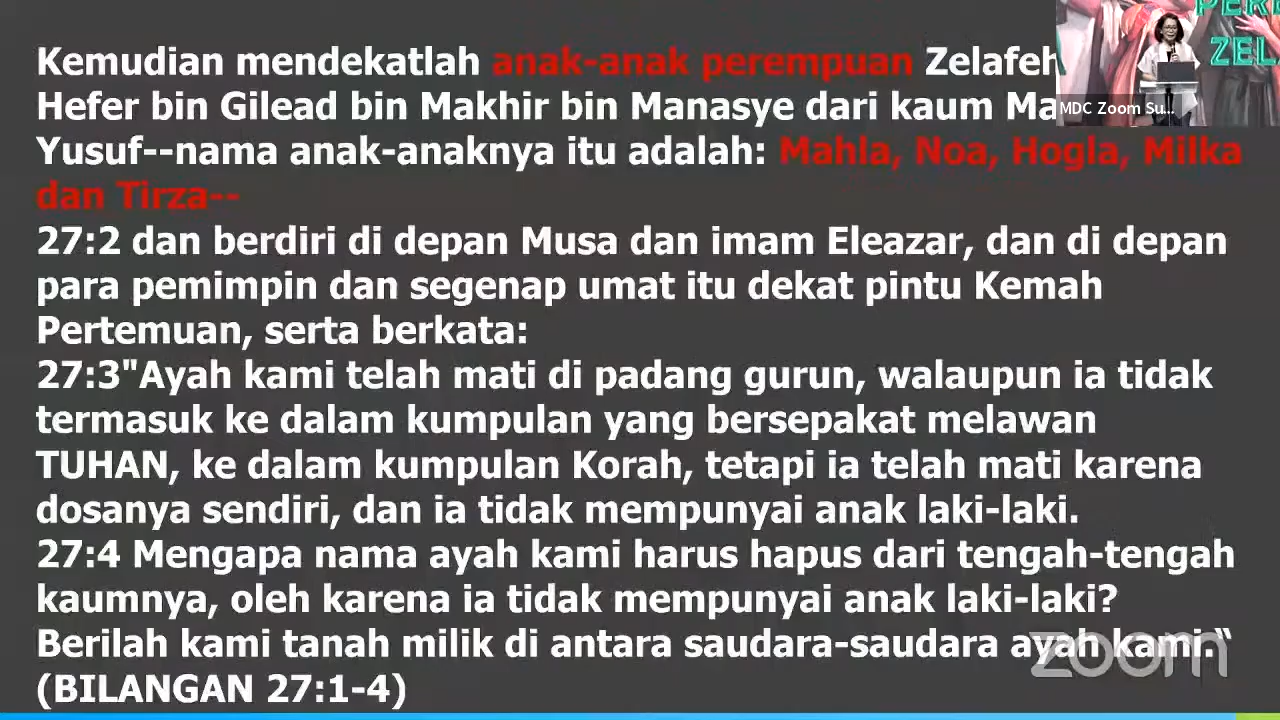 Kemudian mendekatlah anak-anak perempuan Zelafeh
Hefer bin Gilead bin Makhir bin Manasye dari kaum Ma
Yusuf--nama anak-anaknya itu adalah: Mahla, Noa, Hogla, Milka
dan Tirza--
27:2 dan berdiri di depan Musa dan imam Eleazar, dan di depan
para pemimpin dan segenap umat itu dekat pintu Kemah
Pertemuan, serta berkata:
27:3"Ayah kami telah mati di padang gurun, walaupun ia tidak
termasuk ke dalam kumpulan yang bersepakat melawan
TUHAN, ke dalam kumpulan Korah, tetapi ia telah mati karena
dosanya sendiri, dan ia tidak mempunyai anak laki-laki.
27:4 Mengapa nama ayah kami harus hapus dari tengah-tengah
kaumnya, oleh karena ia tidak mempunyai anak laki-laki?
Berilah kami tanah milik di antara saudara-saudara ayah kami.“
(BILANGAN 27:1-4)
PERE
ZEL
MDC Zoom Su...
zoom